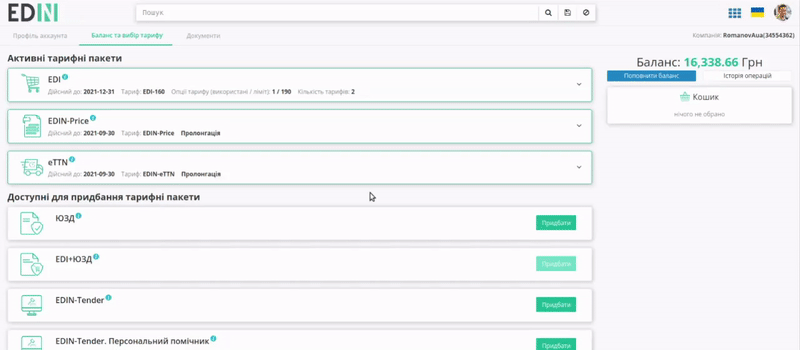 EDIN
Пошук
Профіль аккаунта
Баланс та вибір тарифу
Документи
Компанія: RomanovAua(34554362)
Активні тарифні пакети
EDI
Дійсний до: 2021-12-31 Тариф: EDI-160 Опції тарифу (використані / ліміт): 1 / 190 Кількість тарифів: 2
EDIN-Price
Дійсний до: 2021-09-30 Тариф: EDIN-Price Пролонгація
eTTN
Дійсний до: 2021-09-30 Тариф: EDIN-eTTN Пролонгація
Баланс: 16,338.66 Грн
Поповнити баланс
Історія операцій
Кошик
нічого не обрано
Доступні для придбання тарифні пакети
ЮЗД
Придбати
EDI+ЮЗД
Придбати
EDIN-Tender
Придбати
EDIN-Tender. Персональний помічник
Придбати